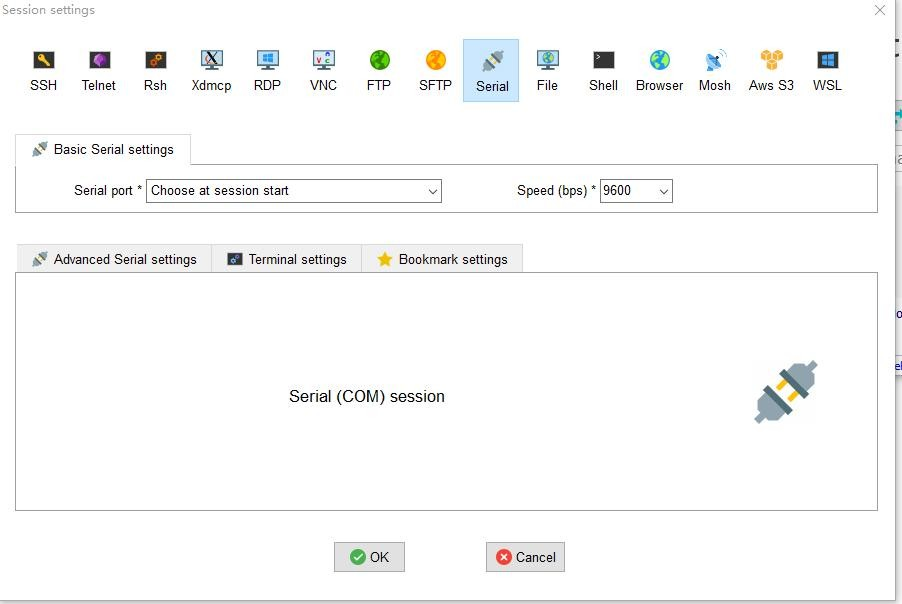 Session settings
SSH Telnet Rsh Xdmcp RDP VNC FTP SFTP Serial File Shell Browser Mosh Aws S3 WSL
Basic Serial settings
Serial port * Choose at session start Speed (bps) * 9600
Advanced Serial settings Terminal settings Bookmark settings
Serial (COM) session
OK Cancel